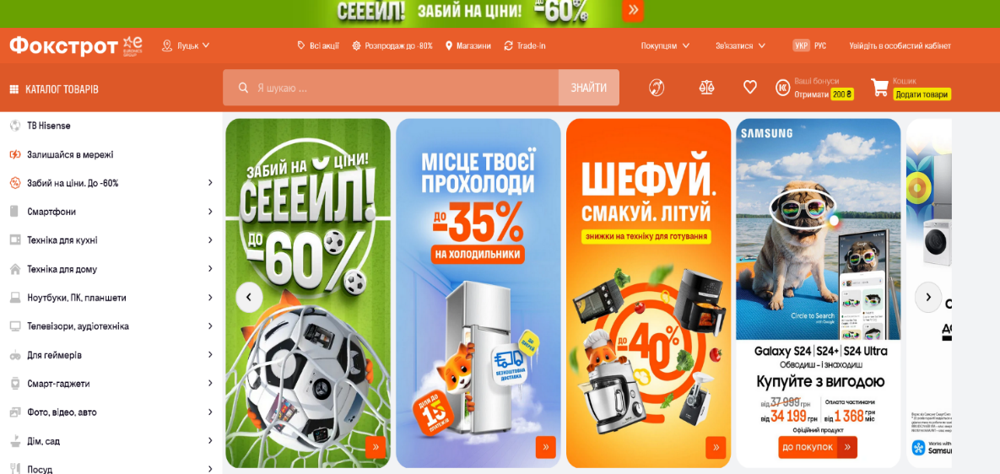 СЕЕЕЙЛ! ЗАБИЙ НА ЦІНИ! ДО -60%
Фокстрот
Луцьк
Всі акції
Розпродаж до -80%
Магазини
Trade-in
Покупцям
Зв'язатися
УКР РУС
Увійдіть в особистий кабінет
КАТАЛОГ ТОВАРІВ
Я шукаю ...
ЗНАЙТИ
Ваші бонуси
Отримати 200 ₴
Кошик
Додати товари
ТВ Hisense
Залишайся в мережі
Забий на ціни. До -60%
Смартфони
Техніка для кухні
Техніка для дому
Ноутбуки, ПК, планшети
Телевізори, аудіотехніка
Для геймерів
Смарт-гаджети
Фото, відео, авто
Дім, сад
Посуд
ЗАБИЙ НА ЦІНИ!
СЕЕЕЙЛ!
ДО -60%
МІСЦЕ ТВОЄЇ
ПРОХОЛОДИ
ДО -35%
НА ХОЛОДИЛЬНИКИ
ДО ДВЕРЕЙ
БЕЗКОШТОВНА
ДОСТАВКА
ДІЛИ ДО
15
ПЛАТЕЖІВ
ШЕФУЙ.
СМАКУЙ. ЛІТУЙ
знижки на техніку для готування
ДО -40%
SAMSUNG
Circle to Search
with Google
Galaxy S24 | S24+ | S24 Ultra
Обводиш - і знаходиш
Купуйте з вигодою
від 37 999 грн
від 34 199 грн
Оплата частинами
від 1 368 грн/міс
Офіційний продукт
до покупок
Works with